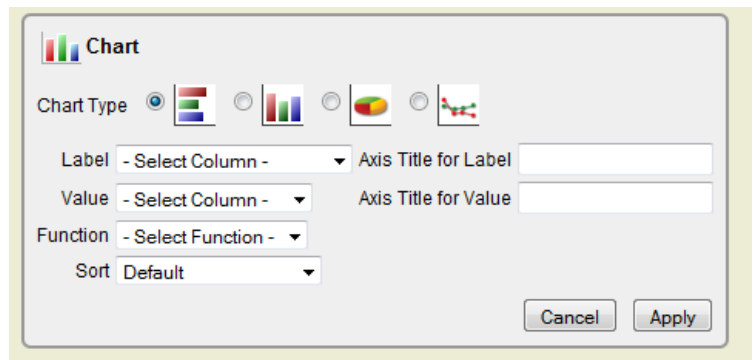 Chart
Chart Type
Label - Select Column - Axis Title for Label
Value - Select Column - Axis Title for Value
Function - Select Function -
Sort Default
Cancel Apply